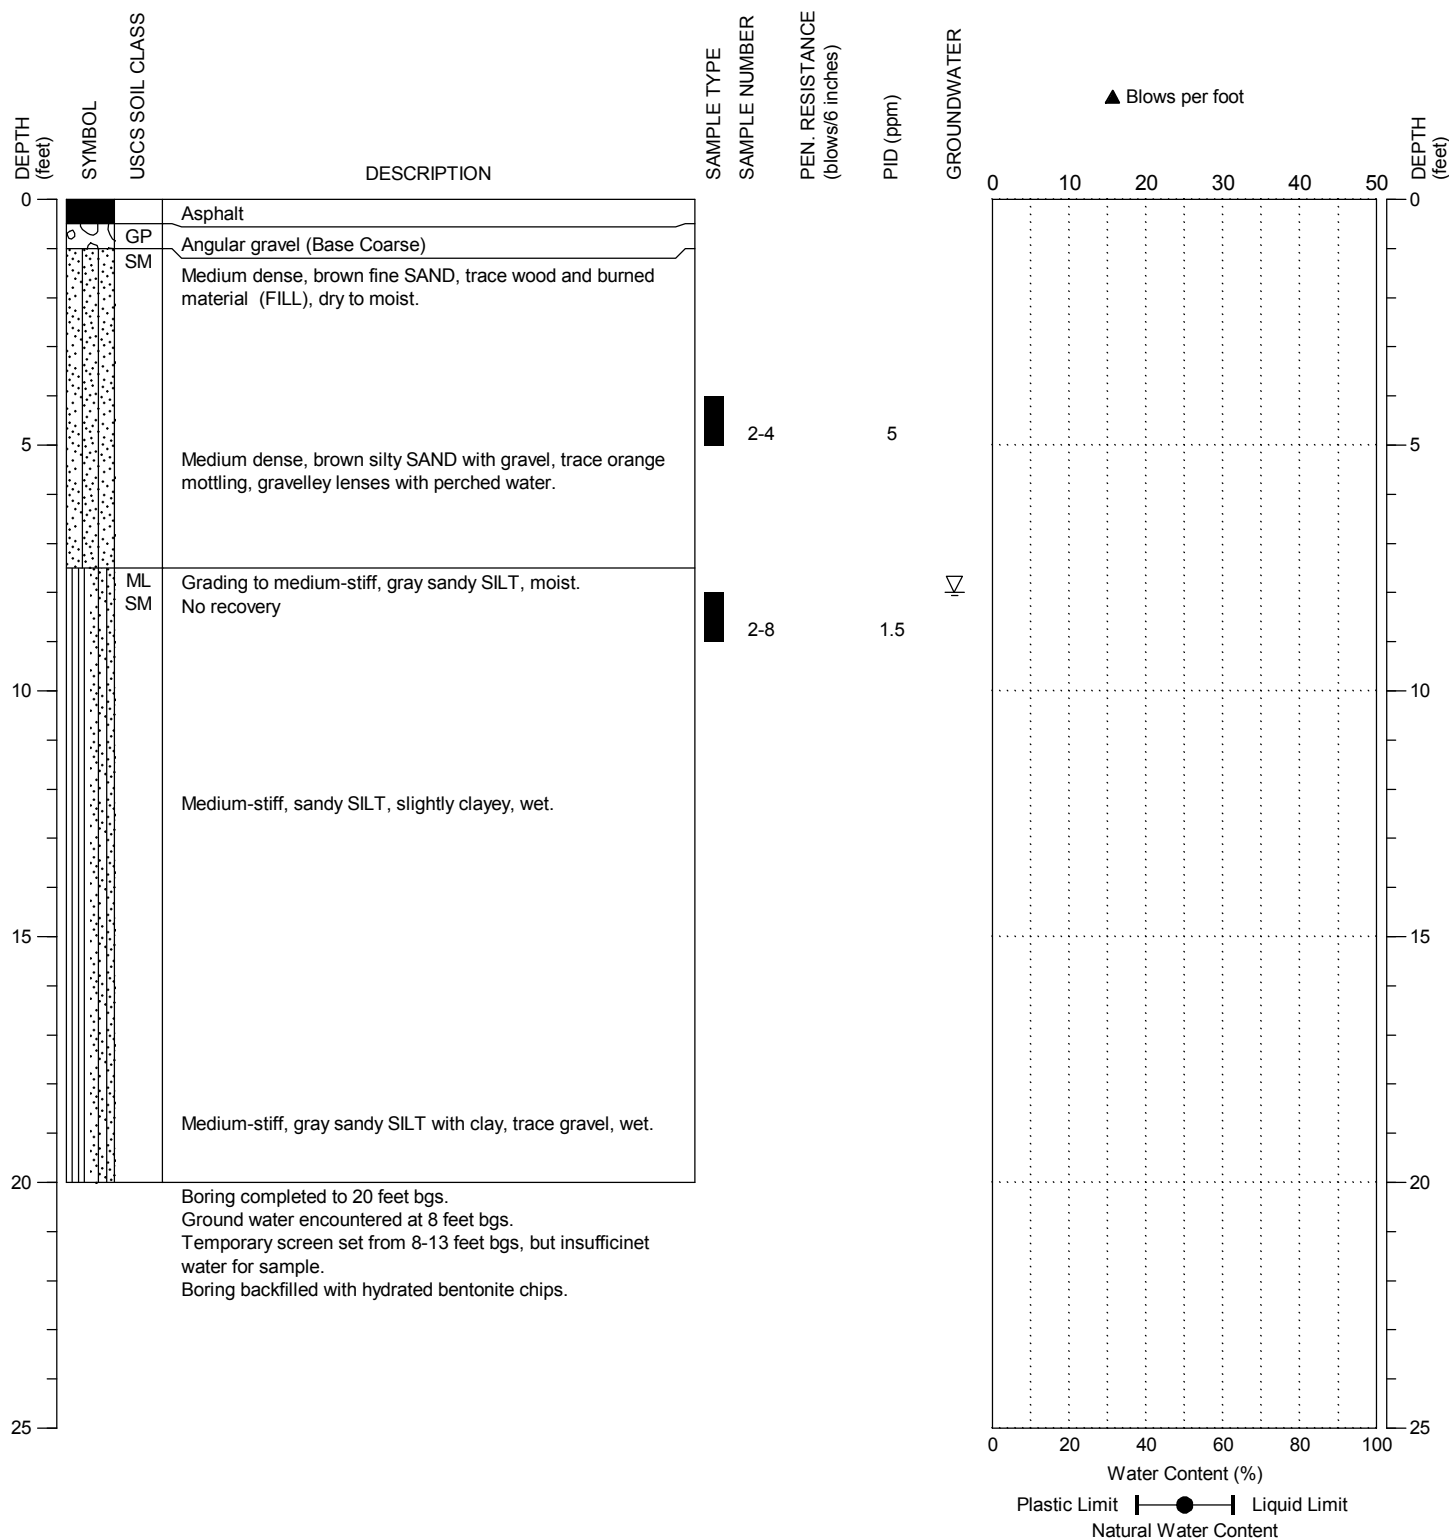 DEPTH
(feet)
SYMBOL
USCS SOIL CLASS
DESCRIPTION
SAMPLE TYPE
SAMPLE NUMBER
PEN. RESISTANCE
(blows/6 inches)
PID (ppm)
GROUNDWATER
▲ Blows per foot
DEPTH
(feet)
0 10 20 30 40 50
0
Asphalt
0
GP
Angular gravel (Base Coarse)
SM
Medium dense, brown fine SAND, trace wood and burned
material (FILL), dry to moist.
2-4 5
5
5
Medium dense, brown silty SAND with gravel, trace orange
mottling, gravelley lenses with perched water.
ML
Grading to medium-stiff, gray sandy SILT, moist.
SM
No recovery
2-8 1.5
10
10
Medium-stiff, sandy SILT, slightly clayey, wet.
15
15
Medium-stiff, gray sandy SILT with clay, trace gravel, wet.
20
20
Boring completed to 20 feet bgs.
Ground water encountered at 8 feet bgs.
Temporary screen set from 8-13 feet bgs, but insufficinet
water for sample.
Boring backfilled with hydrated bentonite chips.
25
25
0 20 40 60 80 100
Water Content (%)
Plastic Limit Liquid Limit
Natural Water Content